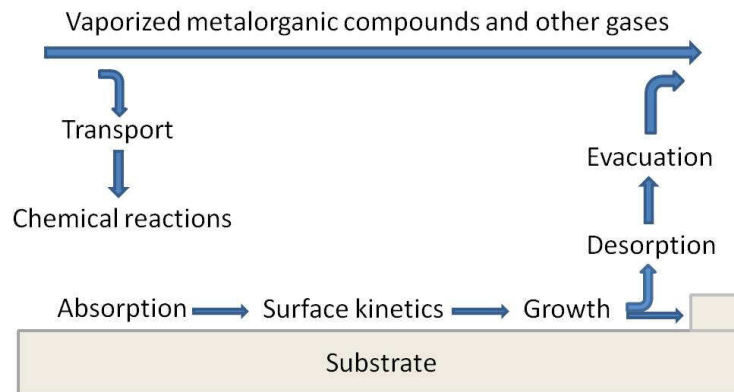 Vaporized metalorganic compounds and other gases
Transport
Evacuation
Chemical reactions
Desorption
Absorption
Surface kinetics
Growth
Substrate